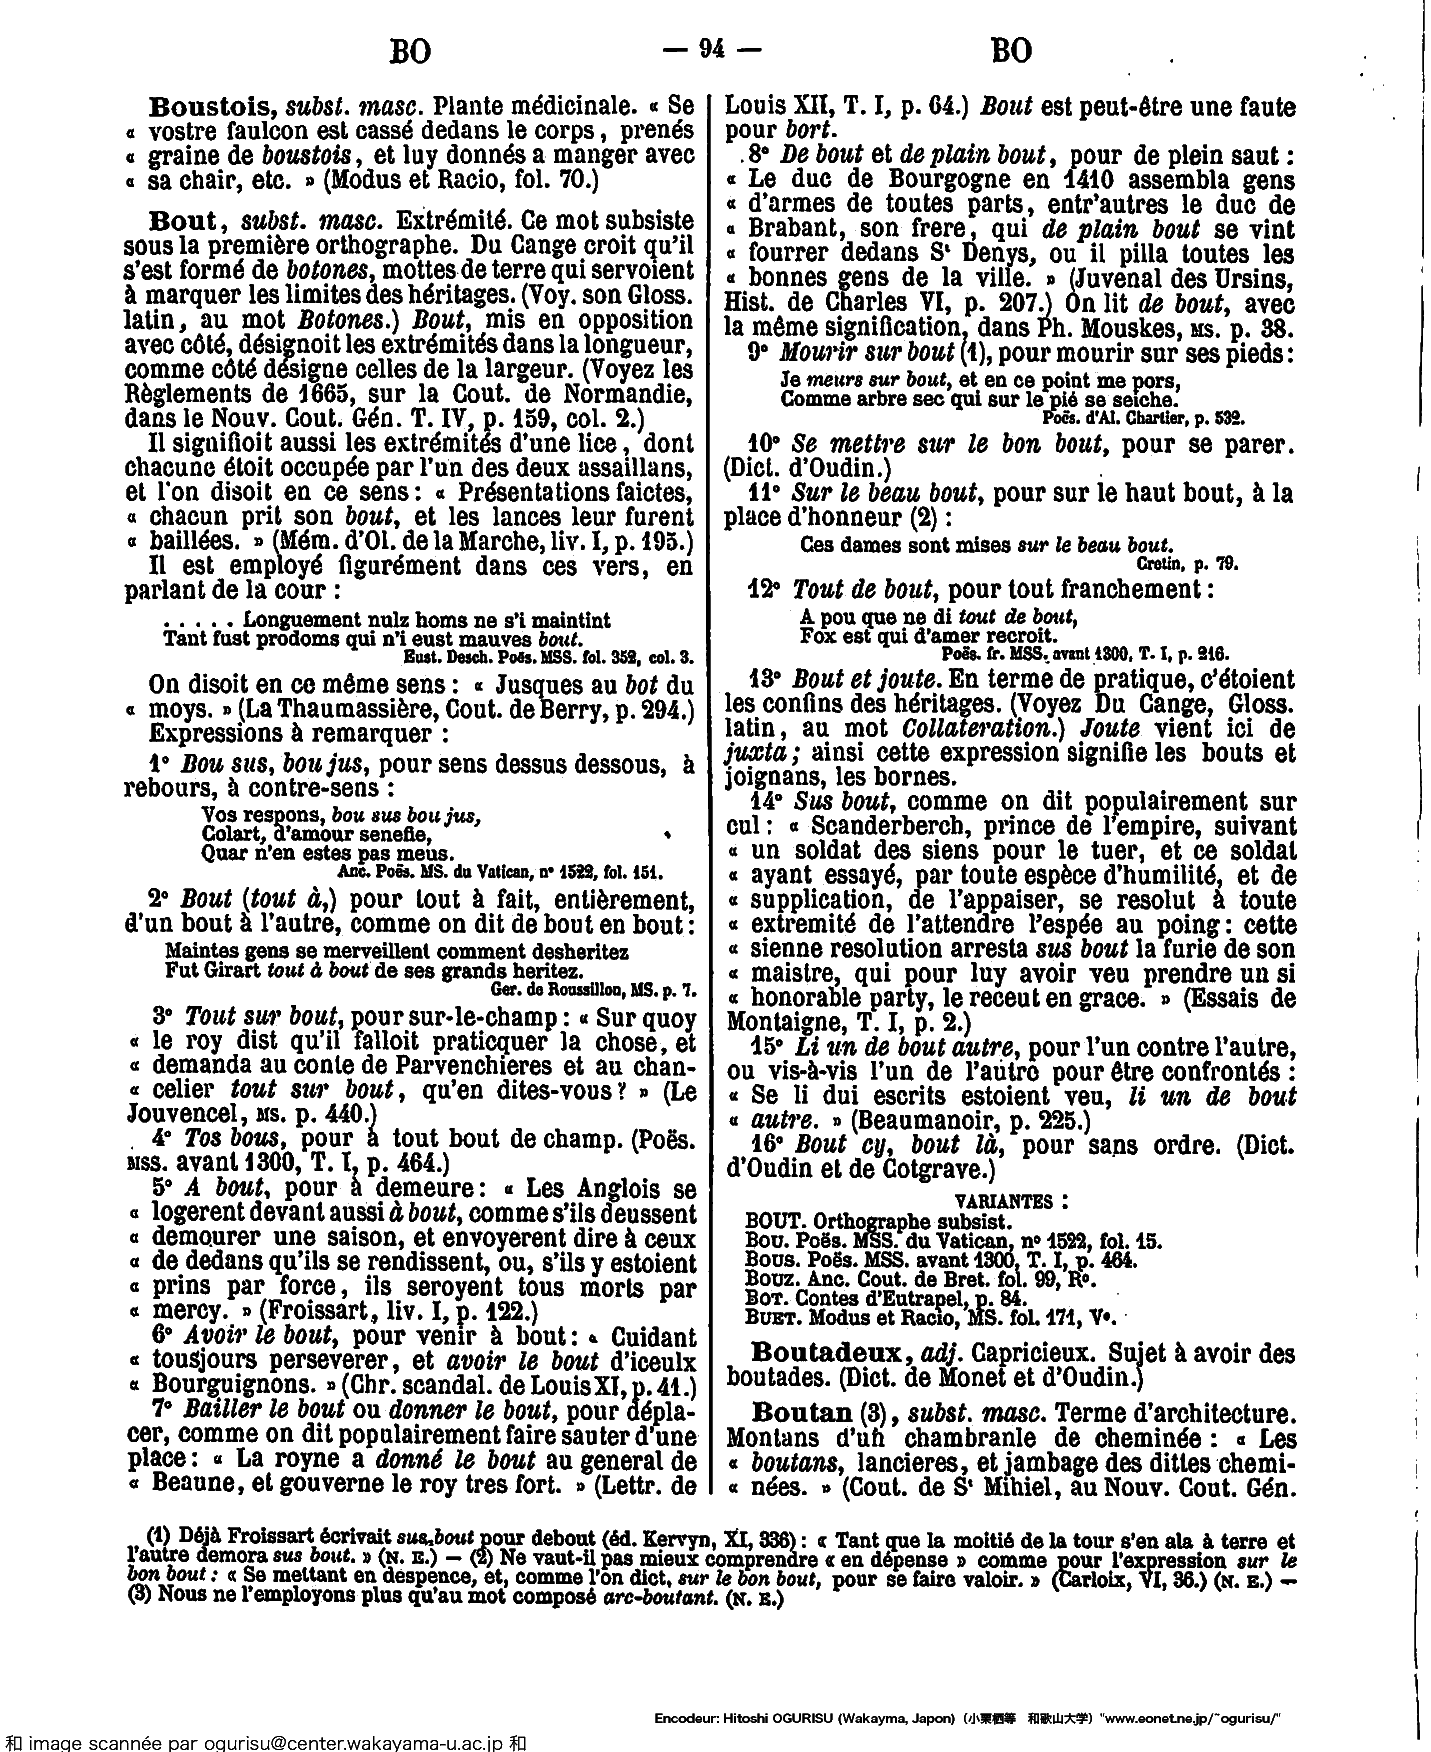 BO — 94 — BO
Boustois, subst. masc. Plante médicinale. « Se
« vostre faulcon est cassé dedans le corps, prenés
« graine de boustois, et luy donnés a manger avec
« sa chair, etc. » (Modus et Racio, fol. 70.)
Bout, subst. masc. Extrémité. Ce mot subsiste
sous la première orthographe. Du Cange croit qu'il
s'est formé de botones, mottes de terre qui servoient
à marquer les limites des héritages. (Voy. son Gloss.
latin, au mot Botones.) Bout, mis en opposition
avec côté, désignoit les extrémités dans la longueur,
comme côté désigne celles de la largeur. (Voyez les
Règlements de 1665, sur la Cout. de Normandie,
dans le Nouv. Cout. Gén. T. IV, p. 159, col. 2.)
Il signifioit aussi les extrémités d'une lice, dont
chacune étoit occupée par l'un des deux assaillans,
et l'on disoit en ce sens : « Présentations faictes,
« chacun prit son bout, et les lances leur furent
« baillées. » (Mém. d'Ol. de la Marche, liv. I, p. 195.)
Il est employé figurément dans ces vers, en
parlant de la cour :
. . . . . Longuement nulz homs ne s'i maintint
Tant fust prodoms qui n'i eust mauves bout.
Eust. Desch. Poës. MSS. fol. 352, col. 3.
On disoit en ce même sens : « Jusques au bot du
« moys. » (La Thaumassière, Cout. de Berry, p. 294.)
Expressions à remarquer :
1° Bou sus, bou jus, pour sens dessus dessous, à
rebours, à contre-sens :
Vos respons, bou sus bou jus,
Colart, d'amour senefie,
Quar n'en estes pas meus.
Anc. Poës. MS. du Vatican, n° 1522, fol. 151.
2° Bout (tout à,) pour tout à fait, entièrement,
d'un bout à l'autre, comme on dit de bout en bout :
Maintes gens se merveillent comment desheritez
Fut Girart tout à bout de ses grands heritez.
Ger. de Roussillon, MS. p. 7.
3° Tout sur bout, pour sur-le-champ : « Sur quoy
« le roy dist qu'il falloit praticquer la chose, et
« demanda au conte de Parvenchieres et au chan-
« celier tout sur bout, qu'en dites-vous ? » (Le
Jouvencel, MS. p. 440.)
4° Tos bous, pour à tout bout de champ. (Poës.
MSS. avant 1300, T. I, p. 464.)
5° A bout, pour à demeure : « Les Anglois se
« logerent devant aussi à bout, comme s'ils deussent
« demourer une saison, et envoyerent dire à ceux
« de dedans qu'ils se rendissent, ou, s'ils y estoient
« prins par force, ils seroyent tous morts par
« mercy. » (Froissart, liv. I, p. 122.)
6° Avoir le bout, pour venir à bout : « Cuidant
« tousjours perseverer, et avoir le bout d'iceulx
« Bourguignons. » (Chr. scandal. de Louis XI, p. 41.)
7° Bailler le bout ou donner le bout, pour dépla-
cer, comme on dit populairement faire sauter d'une
place : « La royne a donné le bout au general de
« Beaune, et gouverne le roy tres fort. » (Lettr. de
Louis XII, T. I, p. 64.) Bout est peut-être une faute
pour bort.
8° De bout et de plain bout, pour de plein saut :
« Le duc de Bourgogne en 1410 assembla gens
« d'armes de toutes parts, entr'autres le duc de
« Brabant, son frere, qui de plain bout se vint
« fourrer dedans St Denys, ou il pilla toutes les
« bonnes gens de la ville. » (Juvenal des Ursins,
Hist. de Charles VI, p. 207.) On lit de bout, avec
la même signification, dans Ph. Mouskes, MS. p. 38.
9° Mourir sur bout (1), pour mourir sur ses pieds :
Je meurs sur bout, et en ce point me pors,
Comme arbre sec qui sur le pié se seiche.
Poës. d'Al. Chartier, p. 532.
10° Se mettre sur le bon bout, pour se parer.
(Dict. d'Oudin.)
11° Sur le beau bout, pour sur le haut bout, à la
place d'honneur (2) :
Ces dames sont mises sur le beau bout.
Cretin, p. 79.
12° Tout de bout, pour tout franchement :
A pou que ne di tout de bout,
Fox est qui d'amer recroit.
Poës. fr. MSS. avant 1300, T. I, p. 216.
13° Bout et joute. En terme de pratique, c'étoient
les confins des héritages. (Voyez Du Cange, Gloss.
latin, au mot Collateration.) Joute vient ici de
juxta ; ainsi cette expression signifie les bouts et
joignans, les bornes.
14° Sus bout, comme on dit populairement sur
cul : « Scanderberch, prince de l'empire, suivant
« un soldat des siens pour le tuer, et ce soldat
« ayant essayé, par toute espèce d'humilité, et de
« supplication, de l'appaiser, se resolut à toute
« extremité de l'attendre l'espée au poing : cette
« sienne resolution arresta sus bout la furie de son
« maistre, qui pour luy avoir veu prendre un si
« honorable party, le receut en grace. » (Essais de
Montaigne, T. I, p. 2.)
15° Li un de bout autre, pour l'un contre l'autre,
ou vis-à-vis l'un de l'autre pour être confrontés :
« Se li dui escrits estoient veu, li un de bout
« autre. » (Beaumanoir, p. 225.)
16° Bout cy, bout là, pour sans ordre. (Dict.
d'Oudin et de Cotgrave.)
VARIANTES :
BOUT. Orthographe subsist.
BOU. Poës. MSS. du Vatican, n° 1522, fol. 15.
BOUS. Poës. MSS. avant 1300, T. I, p. 464.
BOUZ. Anc. Cout. de Bret. fol. 99, R°.
BOT. Contes d'Eutrapel, p. 84.
BUET. Modus et Racio, MS. fol. 171, V°.
Boutadeux, adj. Capricieux. Sujet à avoir des
boutades. (Dict. de Monet et d'Oudin.)
Boutan (3), subst. masc. Terme d'architecture.
Montans d'un chambranle de cheminée : « Les
« boutans, lancieres, et jambage des dittes chemi-
« nées. » (Cout. de St Mihiel, au Nouv. Cout. Gén.
(1) Déjà Froissart écrivait sus bout pour debout (éd. Kervyn, XI, 336) : « Tant que la moitié de la tour s'en ala à terre et
l'autre demora sus bout. » (N. E.) — (2) Ne vaut-il pas mieux comprendre « en dépense » comme pour l'expression sur le
bon bout : « Se mettant en despence, et, comme l'on dict, sur le bon bout, pour se faire valoir. » (Carloix, VI, 36.) (N. E.) —
(3) Nous ne l'employons plus qu'au mot composé arc-boutant. (N. E.)
Encodeur: Hitoshi OGURISU (Wakayma, Japon) (小栗栖等 和歌山大学) "www.eonet.ne.jp/~ogurisu/"
和 image scannée par ogurisu@center.wakayama-u.ac.jp 和